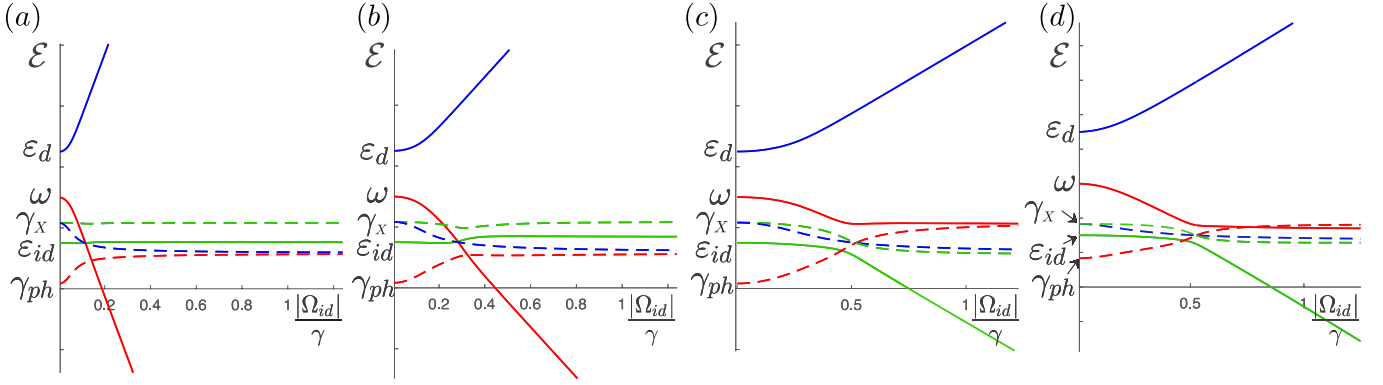 (a)
ℰ
ε_d
ω
γ_X
ε_id
γ_ph
0.2 0.4 0.6 0.8 1
|Ω_id|
γ
(b)
ℰ
ε_d
ω
γ_X
ε_id
γ_ph
0.2 0.4 0.6 0.8 1
|Ω_id|
γ
(c)
ℰ
ε_d
ω
γ_X
ε_id
γ_ph
0.5 1
|Ω_id|
γ
(d)
ℰ
ε_d
ω
γ_X
ε_id
γ_ph
0.5 1
|Ω_id|
γ